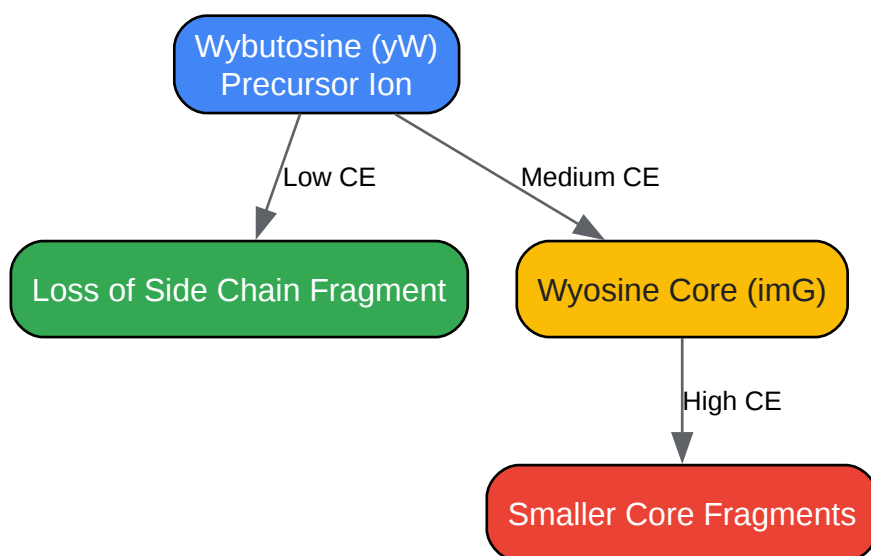 Wybutosine (yW)
Precursor Ion
Low CE
Medium CE
Loss of Side Chain Fragment
Wyosine Core (imG)
High CE
Smaller Core Fragments